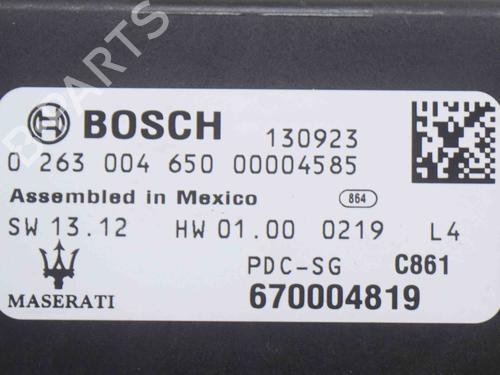 B-PARTS
BOSCH 130923
0 263 004 650 00004585
Assembled in Mexico 864
SW 13.12 HW 01.00 0219 L4
PDC-SG C861
MASERATI 670004819